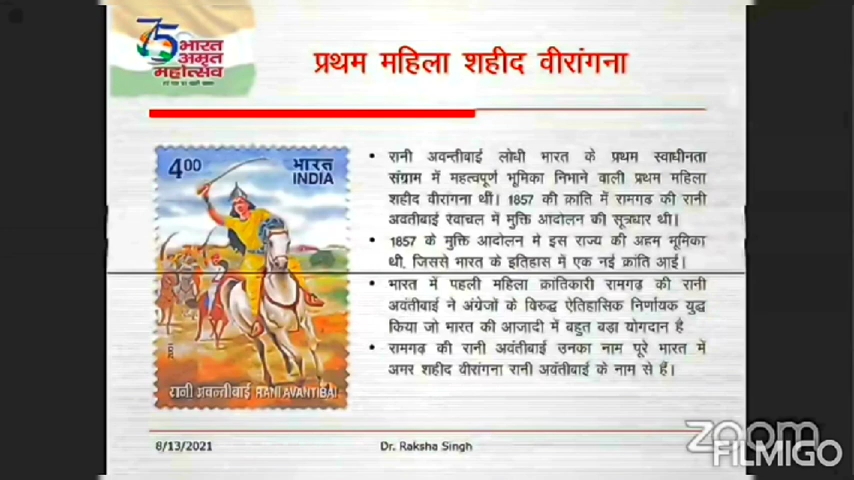 75
भारत
अमृत
महोत्सव
प्रथम महिला शहीद वीरांगना
4.00
भारत
INDIA
2001
रानी अवन्तीबाई RANI AVANTIBAI
• रानी अवन्तीबाई लोधी भारत के प्रथम स्वाधीनता
संग्राम में महत्वपूर्ण भूमिका निभाने वाली प्रथम महिला
शहीद वीरांगना थी। 1857 की क्रांति में रामगढ की रानी
अवंतीबाई रेवाचल में मुक्ति आदोलन की सूत्रधार थी।
• 1857 के मुक्ति आदोलन मे इस राज्य की अहम भूमिका
थी, जिससे भारत के इतिहास में एक नई क्रांति आई।
• भारत में पहली महिला क्रातिकारी रामगढ़ की रानी
अवंतीबाई ने अंग्रेजों के विरुद्ध ऐतिहासिक निर्णायक युद्ध
किया जो भारत की आजादी में बहुत बडा योगदान है
• रामगढ की रानी अवंतीबाई उनका नाम पूरे भारत में
अमर शहीद वीरांगना रानी अवंतीबाई के नाम से हैं।
8/13/2021
Dr. Raksha Singh
zoom
FILMIGO